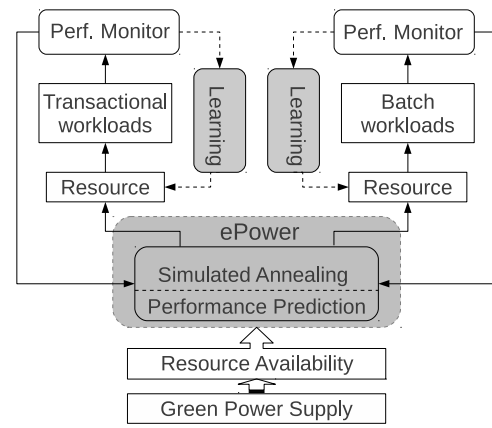 Perf. Monitor
Perf. Monitor
Transactional
workloads
Learning
Learning
Batch
workloads
Resource
Resource
ePower
Simulated Annealing
Performance Prediction
Resource Availability
Green Power Supply